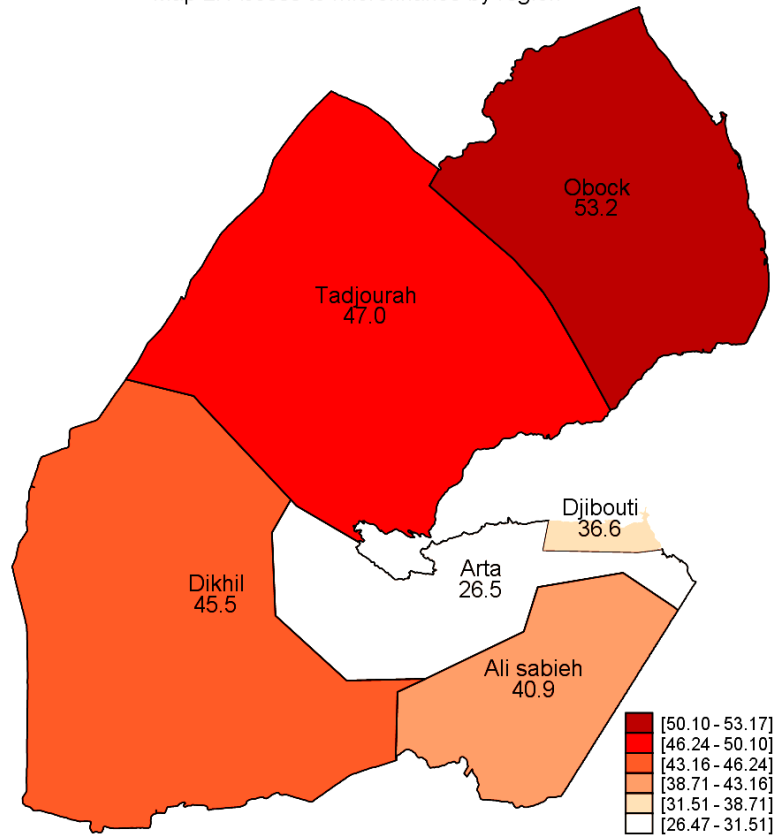 Obock
53.2
Tadjourah
47.0
Djibouti
36.6
Arta
26.5
Dikhil
45.5
Ali sabieh
40.9
[50.10 - 53.17]
[46.24 - 50.10]
[43.16 - 46.24]
[38.71 - 43.16]
[31.51 - 38.71]
[26.47 - 31.51]